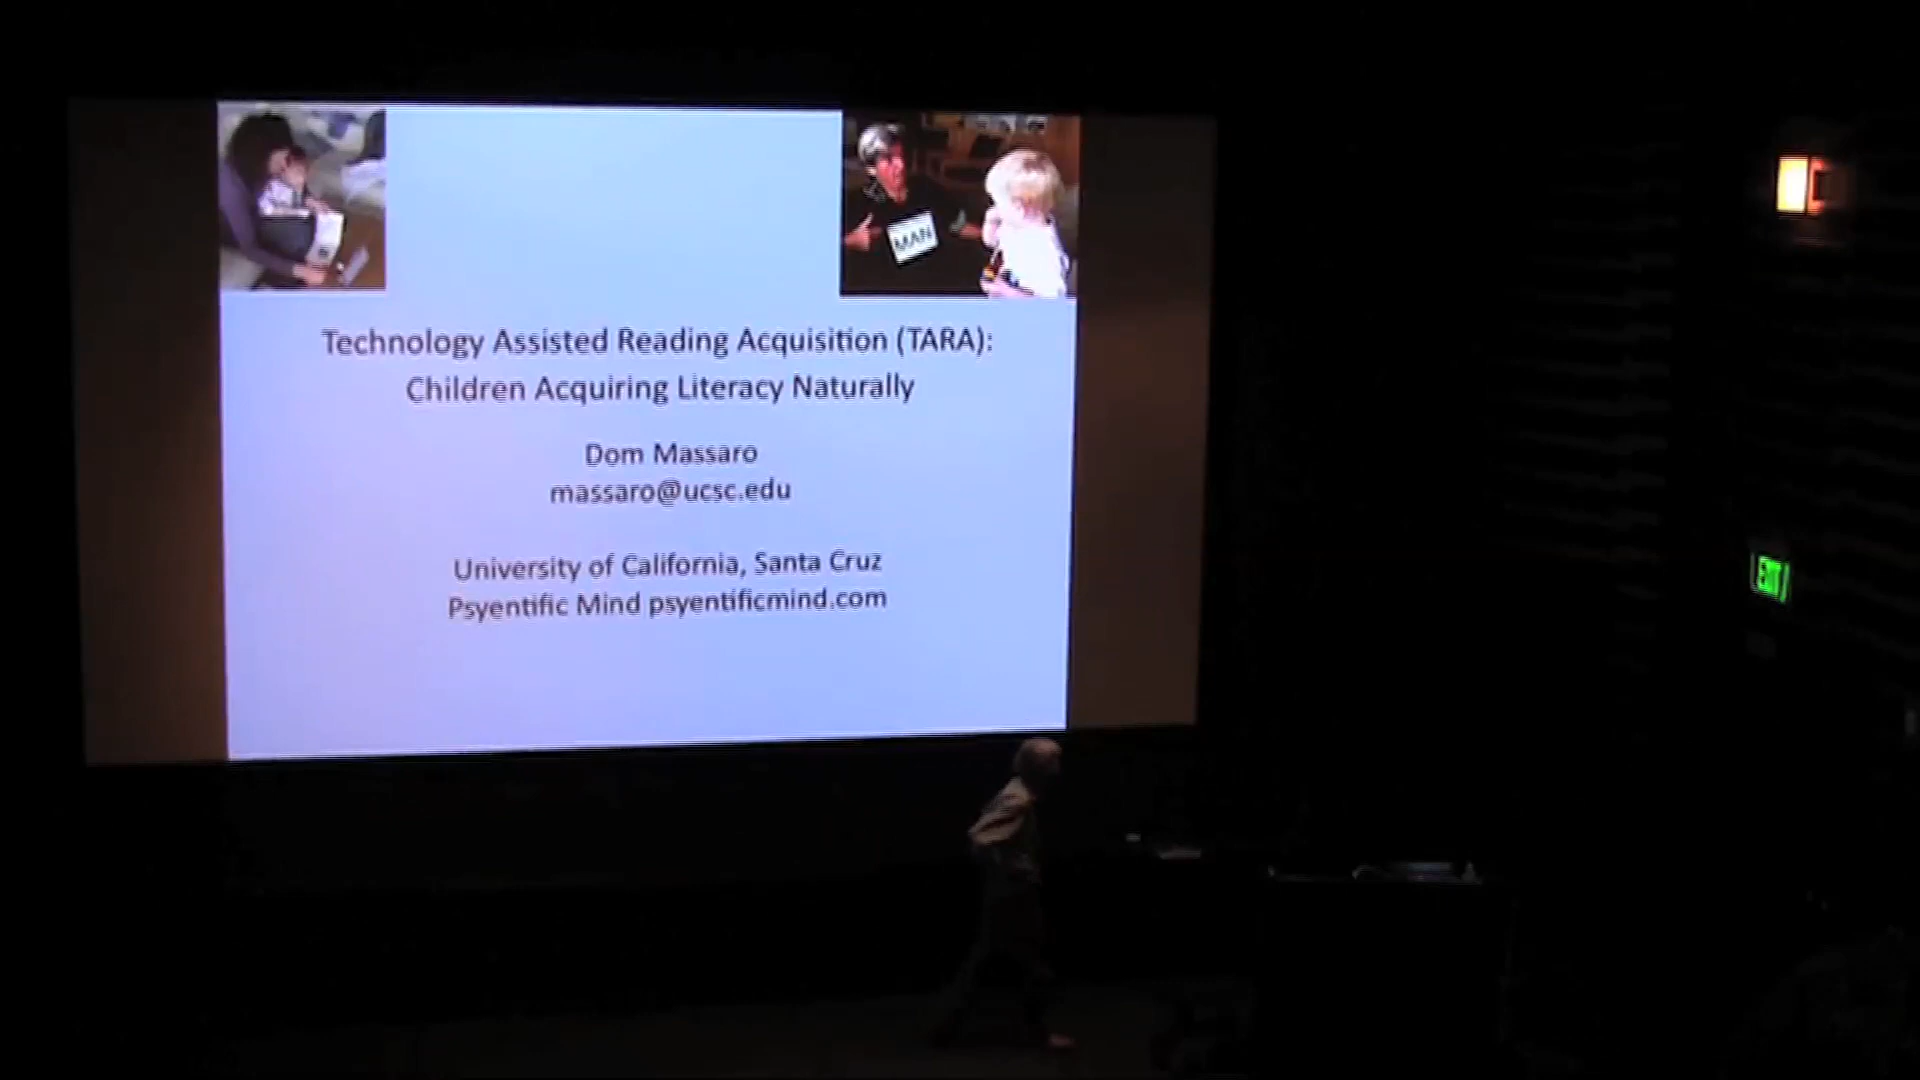 MAN
Technology Assisted Reading Acquisition (TARA):
Children Acquiring Literacy Naturally
Dom Massaro
massaro@ucsc.edu
University of California, Santa Cruz
Psyentific Mind psyentificmind.com
EXIT